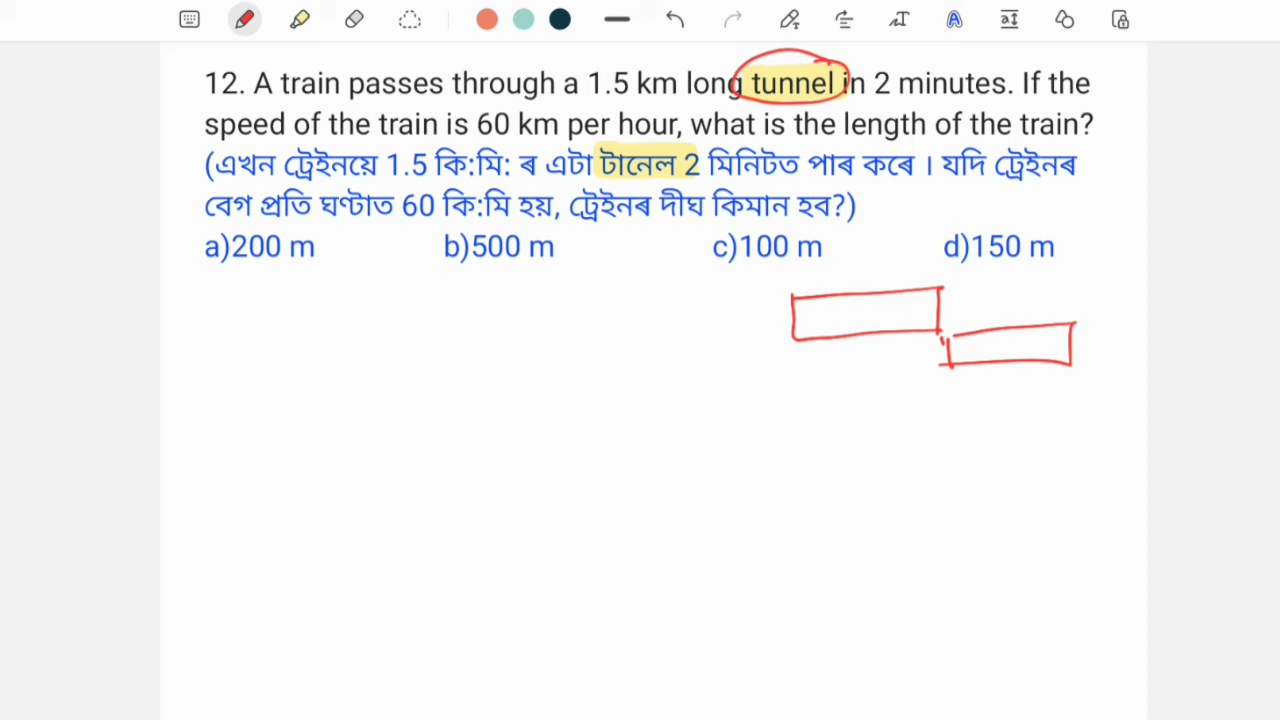 12. A train passes through a 1.5 km long tunnel in 2 minutes. If the
speed of the train is 60 km per hour, what is the length of the train?
(এখন ট্ৰেইনয়ে 1.5 কি:মি: ৰ এটা টানেল 2 মিনিটত পাৰ কৰে । যদি ট্ৰেইনৰ
বেগ প্ৰতি ঘণ্টাত 60 কি:মি হয়, ট্ৰেইনৰ দীঘ কিমান হব?)
a)200 m b)500 m c)100 m d)150 m